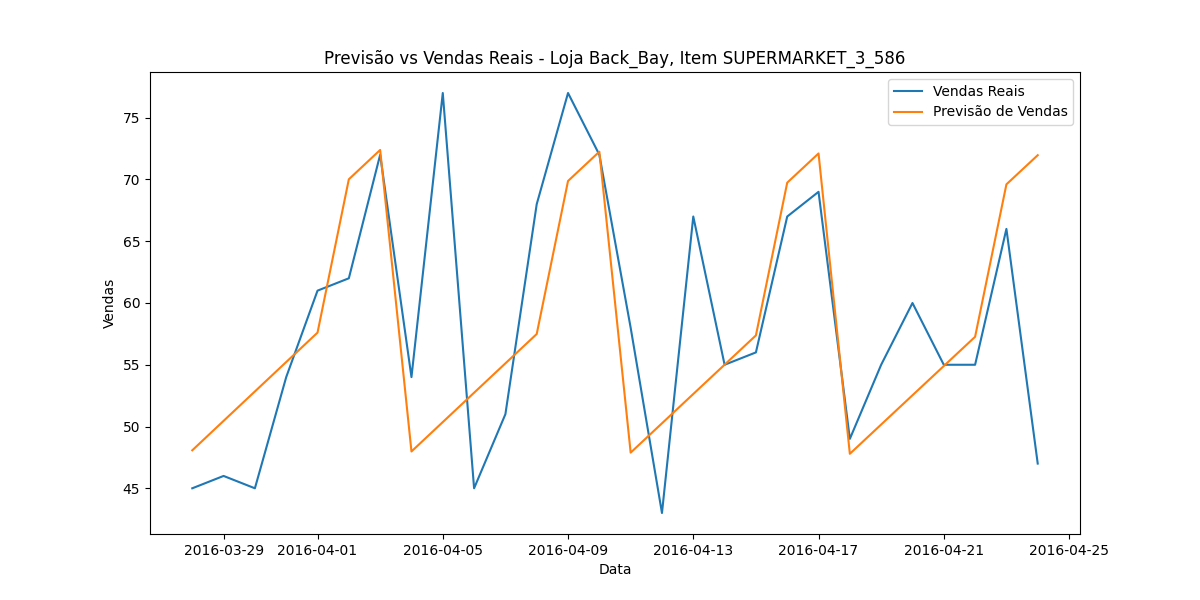 Previsão vs Vendas Reais - Loja Back_Bay, Item SUPERMARKET_3_586
Vendas Reais
Previsão de Vendas
Vendas
75
70
65
60
55
50
45
2016-03-29 2016-04-01 2016-04-05 2016-04-09 2016-04-13 2016-04-17 2016-04-21 2016-04-25
Data